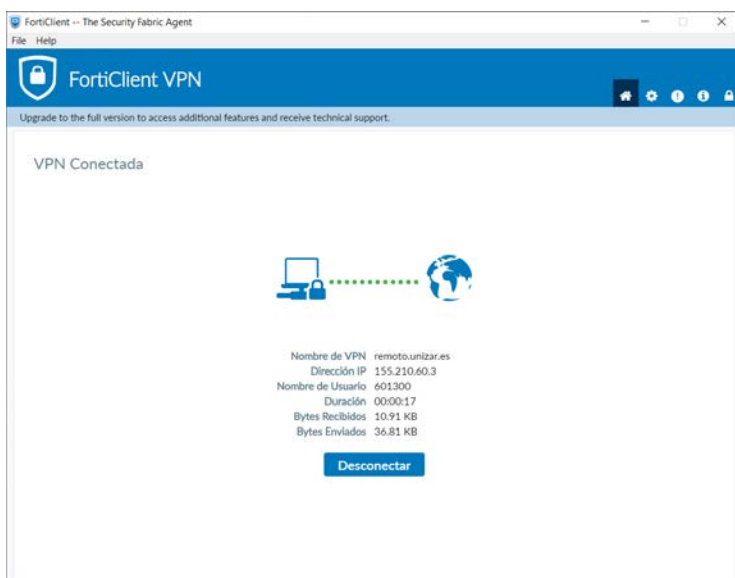 FortiClient -- The Security Fabric Agent
File Help
FortiClient VPN
Upgrade to the full version to access additional features and receive technical support.
VPN Conectada
Nombre de VPN remoto.unizar.es
Dirección IP 155.210.60.3
Nombre de Usuario 601300
Duración 00:00:17
Bytes Recibidos 10.91 KB
Bytes Enviados 36.81 KB
Desconectar